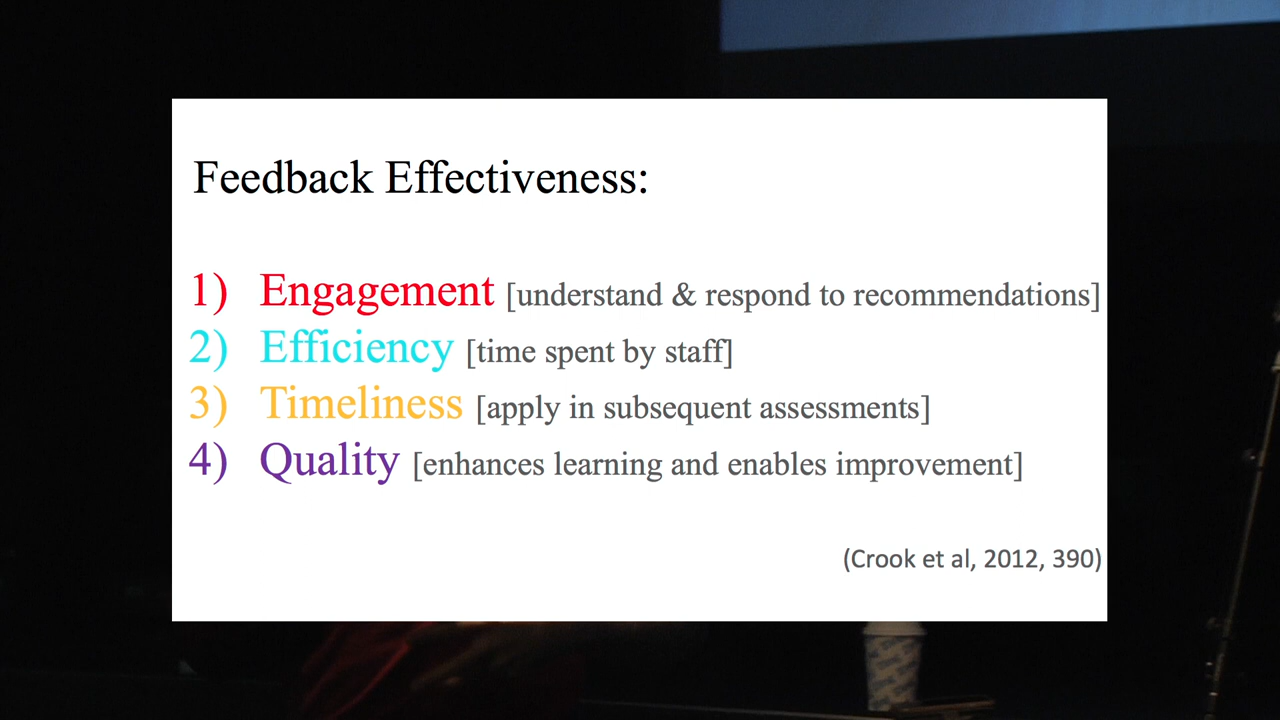 Feedback Effectiveness:
1) Engagement [understand & respond to recommendations]
2) Efficiency [time spent by staff]
3) Timeliness [apply in subsequent assessments]
4) Quality [enhances learning and enables improvement]
(Crook et al, 2012, 390)